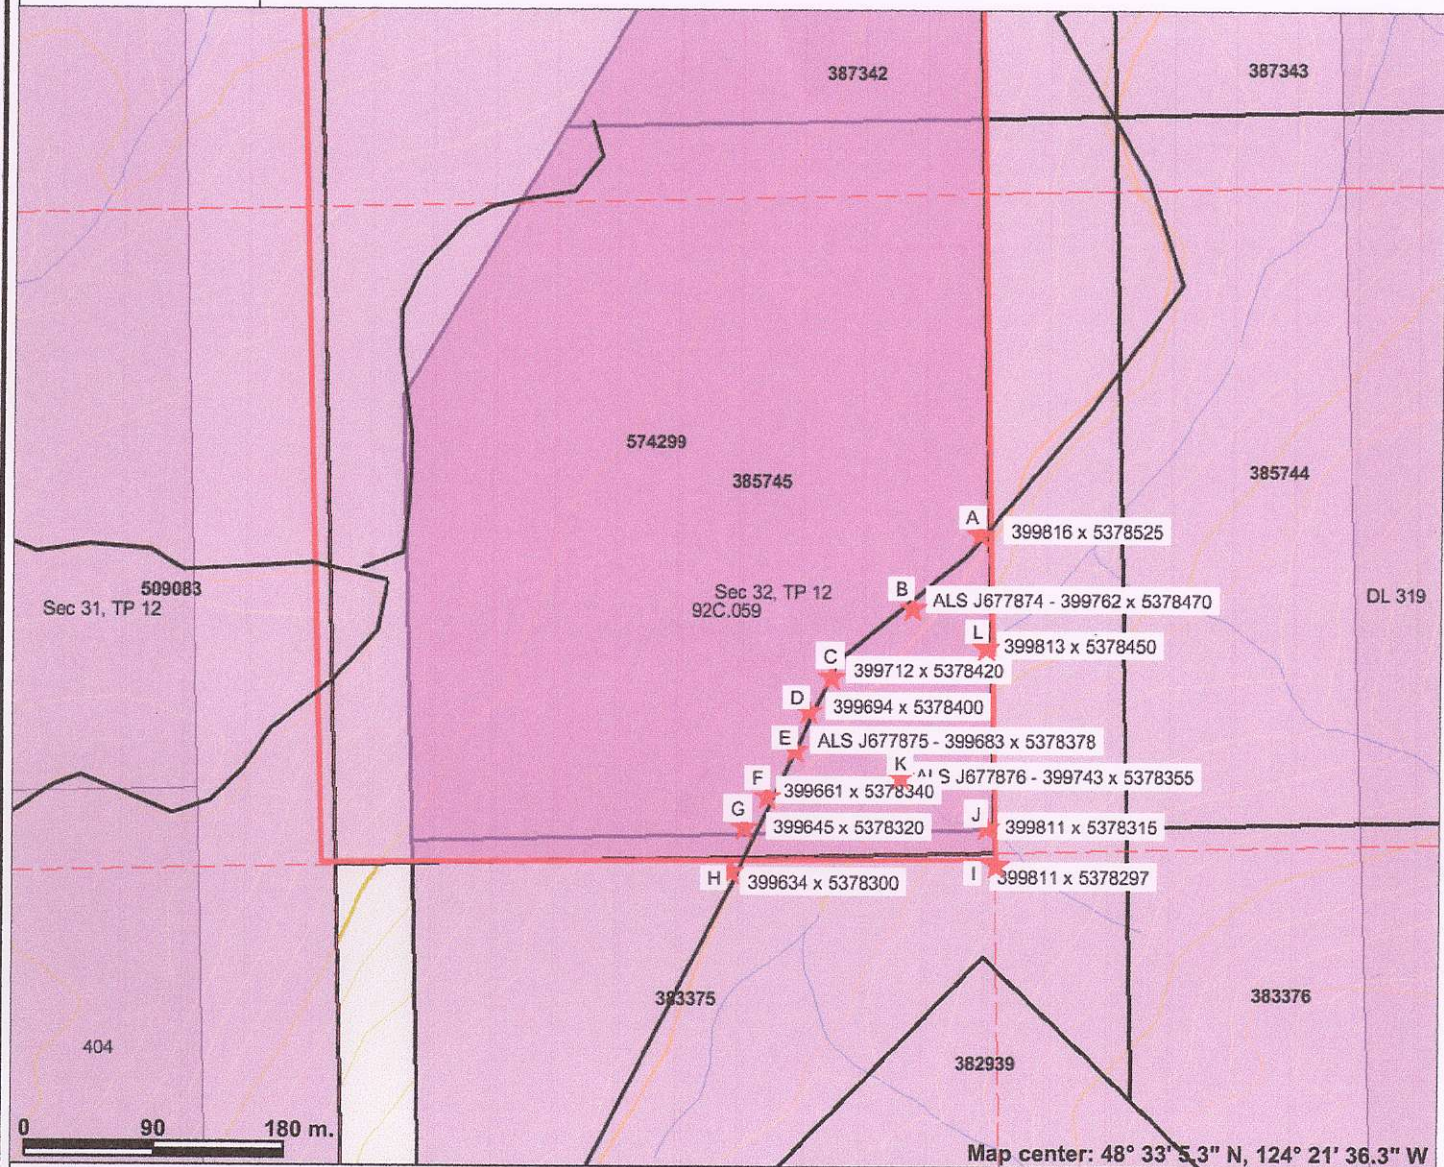 387342
387343
574299
385745
385744
A
399816 x 5378525
509083
Sec 31, TP 12
Sec 32, TP 12
92C.059
DL 319
B
ALS J677874 - 399762 x 5378470
L
399813 x 5378450
C
399712 x 5378420
D
399694 x 5378400
E
ALS J677875 - 399683 x 5378378
K
ALS J677876 - 399743 x 5378355
F
399661 x 5378340
G
399645 x 5378320
J
399811 x 5378315
H
399634 x 5378300
I
399811 x 5378297
383375
383376
404
382939
0 90 180 m.
Map center: 48° 33' 5.3" N, 124° 21' 36.3" W